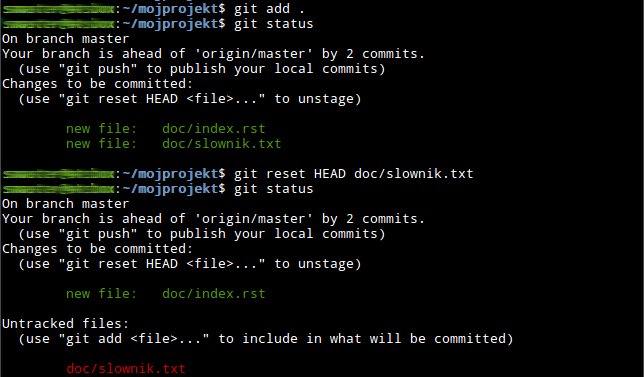 :~/mojprojekt$ git add .
:~/mojprojekt$ git status
On branch master
Your branch is ahead of 'origin/master' by 2 commits.
(use "git push" to publish your local commits)
Changes to be committed:
(use "git reset HEAD <file>..." to unstage)
new file: doc/index.rst
new file: doc/slownik.txt
:~/mojprojekt$ git reset HEAD doc/slownik.txt
:~/mojprojekt$ git status
On branch master
Your branch is ahead of 'origin/master' by 2 commits.
(use "git push" to publish your local commits)
Changes to be committed:
(use "git reset HEAD <file>..." to unstage)
new file: doc/index.rst
Untracked files:
(use "git add <file>..." to include in what will be committed)
doc/slownik.txt